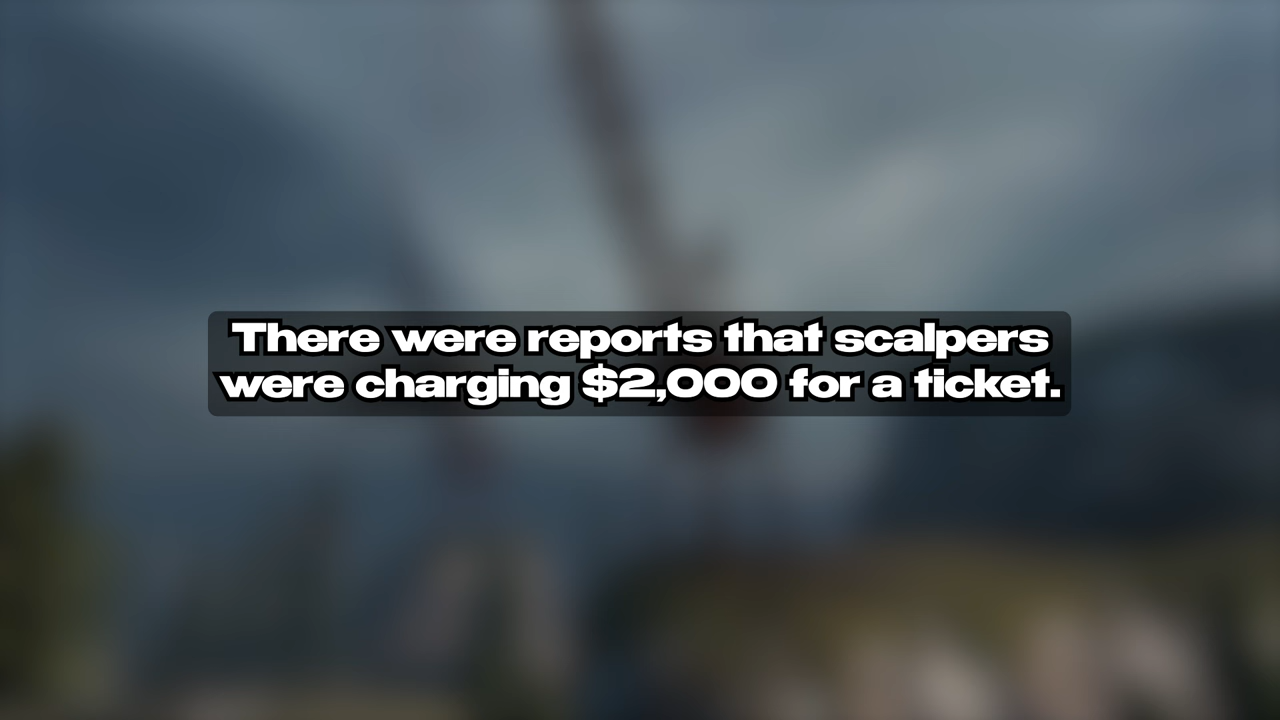 There were reports that scalpers
were charging $2,000 for a ticket.